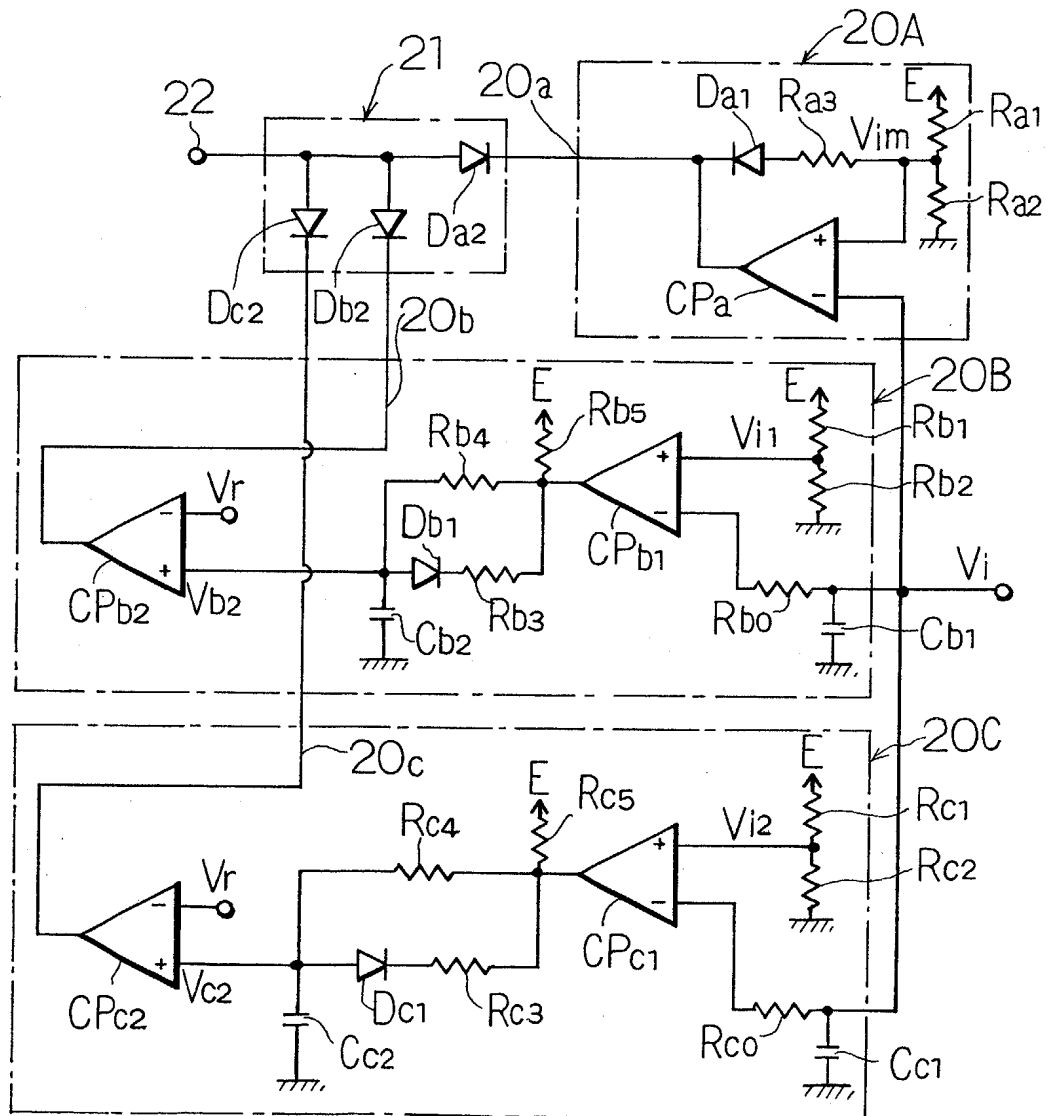 20A
21
20a
22
Da1
Ra3
E
Ra1
Vim
Ra2
Da2
CPa
Dc2
Db2
20b
20B
E
Rb5
E
Rb1
Rb4
Vi1
Rb2
Vr
Db1
CPb1
Vi
CPb2
Vb2
Rb3
Rbo
Cb2
Cb1
20c
20C
E
Rc5
E
Rc1
Rc4
Vi2
Rc2
Vr
CPc1
CPc2
Vc2
Dc1
Rc3
Rco
Cc2
Cc1
+
−
+
−
−
+
+
−
−
+